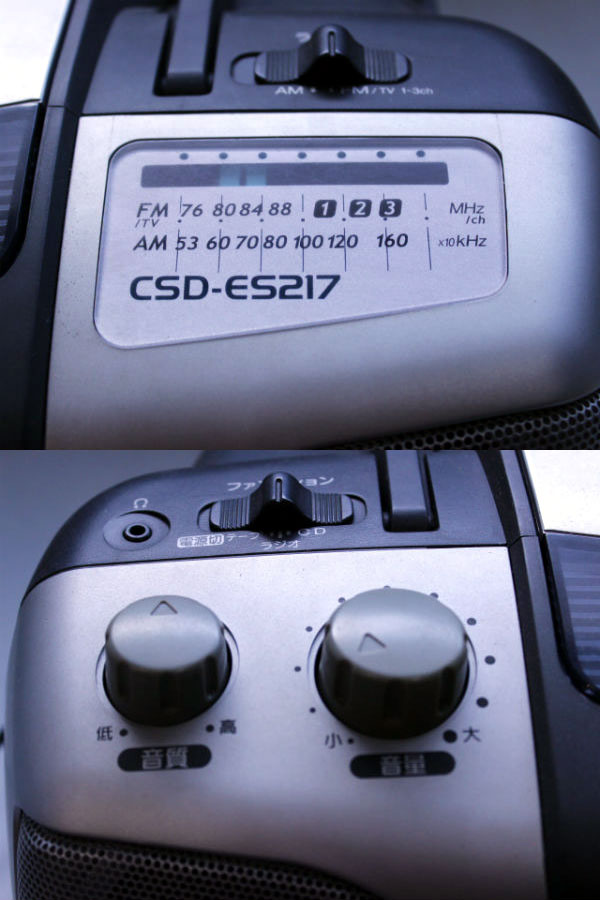 AM FM/TV 1-3ch
FM 76 80 84 88 1 2 3 MHz
/TV /ch
AM 53 60 70 80 100 120 160 x10kHz
CSD-ES217
電源切 テープ CD
ラジオ
低 高
音質
小 大
音量